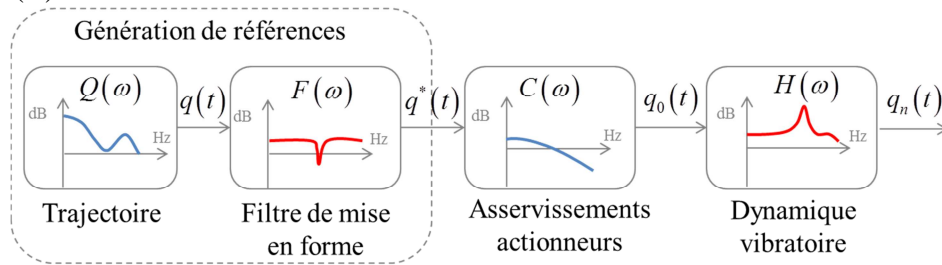 Génération de références
Q(ω)
dB
Hz
q(t)
F(ω)
dB
Hz
q*(t)
C(ω)
dB
Hz
q₀(t)
H(ω)
dB
Hz
qₙ(t)
Trajectoire
Filtre de mise
en forme
Asservissements
actionneurs
Dynamique
vibratoire